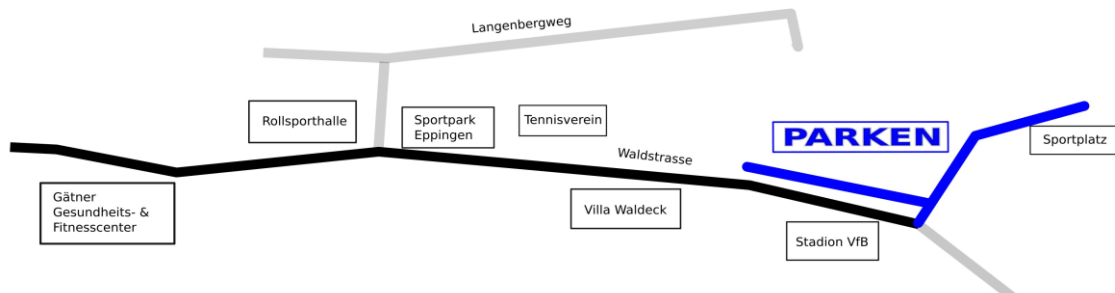 Langenbergweg
Rollsporthalle
Sportpark
Eppingen
Tennisverein
PARKEN
Sportplatz
Waldstrasse
Gätner
Gesundheits- &
Fitnesscenter
Villa Waldeck
Stadion VfB